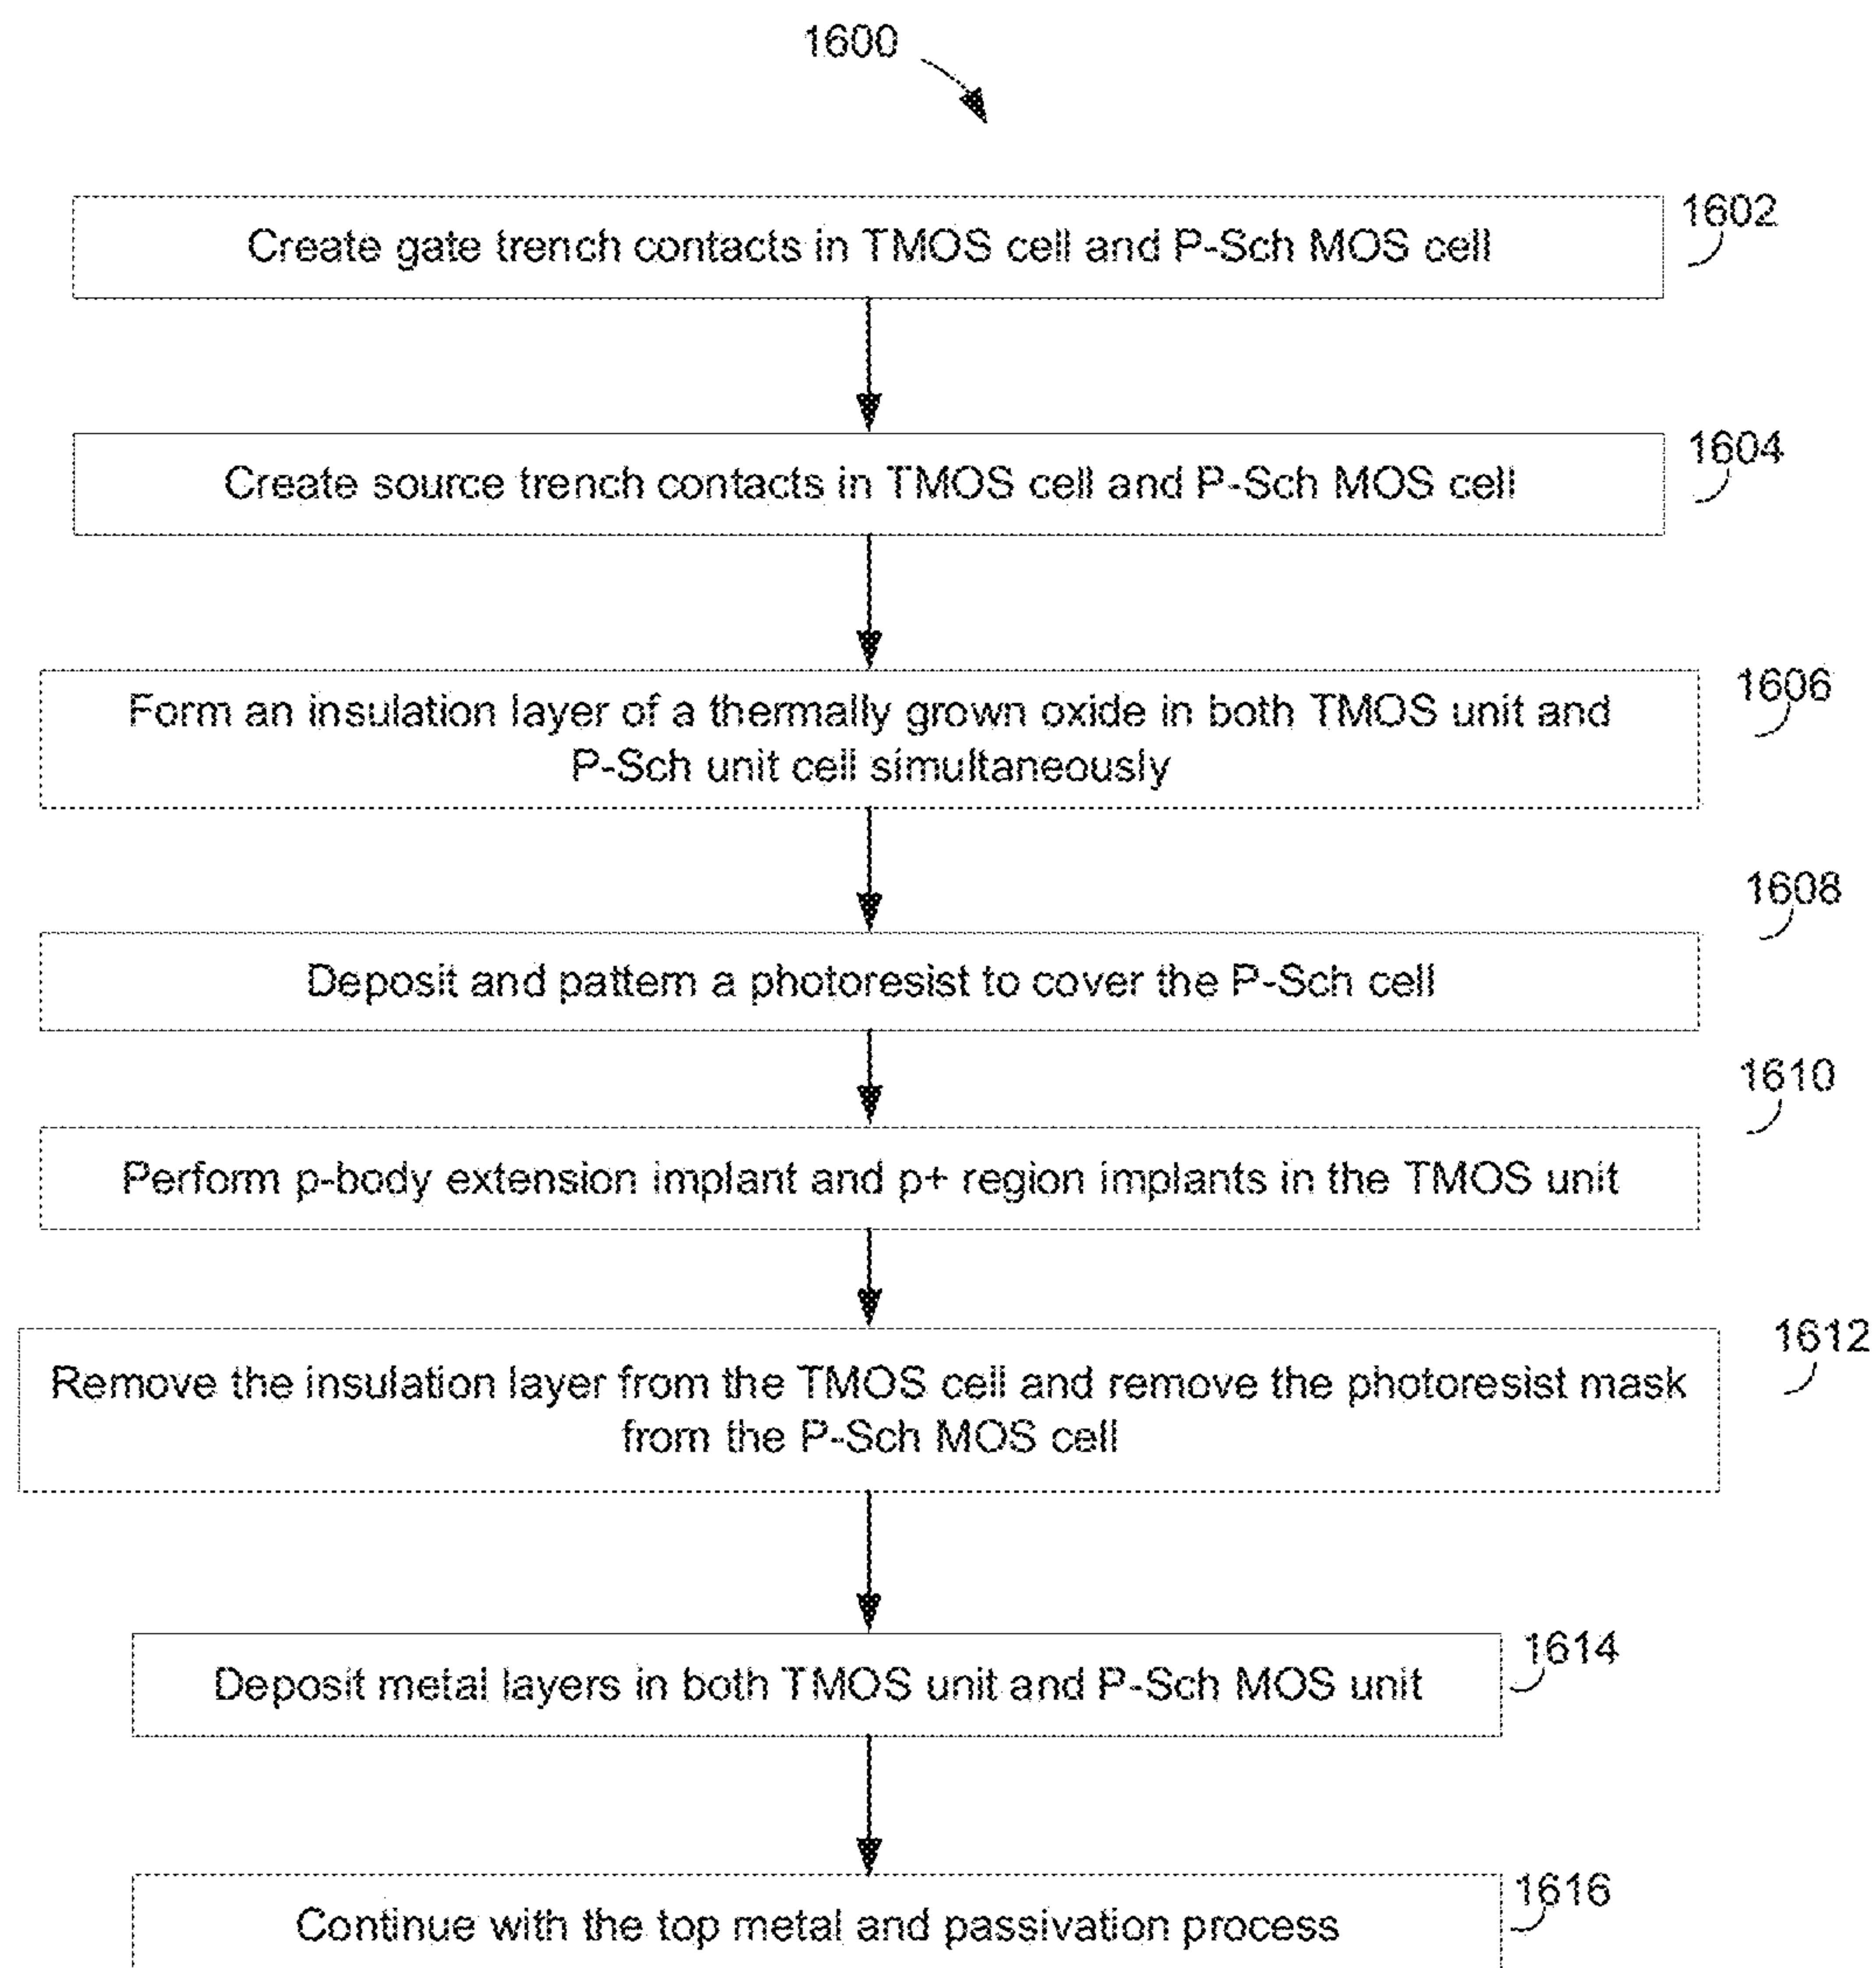 1600
1602
Create gate trench contacts in TMOS cell and P-Sch MOS cell
1604
Create source trench contacts in TMOS cell and P-Sch MOS cell
1606
Form an insulation layer of a thermally grown oxide in both TMOS unit and
P-Sch unit cell simultaneously
1608
Deposit and pattern a photoresist to cover the P-Sch cell
1610
Perform p-body extension implant and p+ region implants in the TMOS unit
1612
Remove the insulation layer from the TMOS cell and remove the photoresist mask
from the P-Sch MOS cell
1614
Deposit metal layers in both TMOS unit and P-Sch MOS unit
1616
Continue with the top metal and passivation process